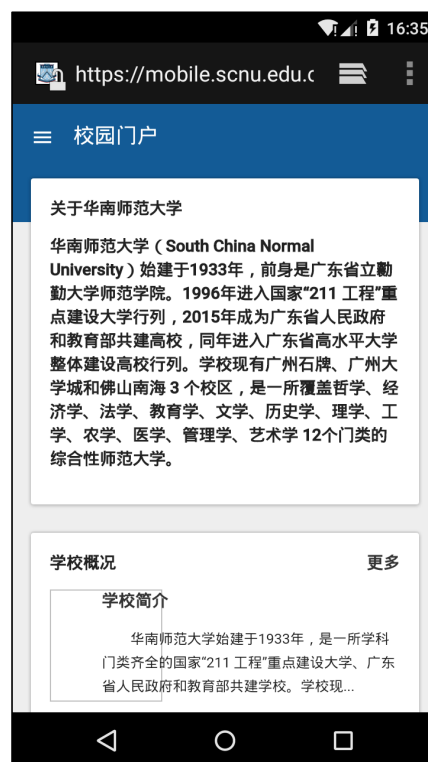 16:35
https://mobile.scnu.edu.c
校园门户
关于华南师范大学
华南师范大学（South China Normal
University）始建于1933年，前身是广东省立勷
勤大学师范学院。1996年进入国家“211 工程”重
点建设大学行列，2015年成为广东省人民政府
和教育部共建高校，同年进入广东省高水平大学
整体建设高校行列。学校现有广州石牌、广州大
学城和佛山南海 3 个校区，是一所覆盖哲学、经
济学、法学、教育学、文学、历史学、理学、工
学、农学、医学、管理学、艺术学 12个门类的
综合性师范大学。
学校概况 更多
学校简介
华南师范大学始建于1933年，是一所学科
门类齐全的国家“211 工程”重点建设大学、广东
省人民政府和教育部共建学校。学校现...